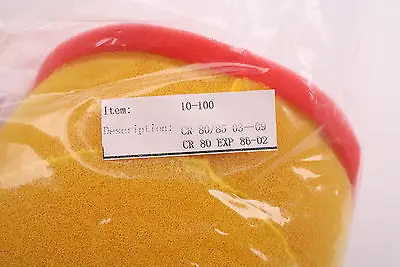 Item: 10-100
Description: CR 80/85 03—09
CR 80 EXP 86-02